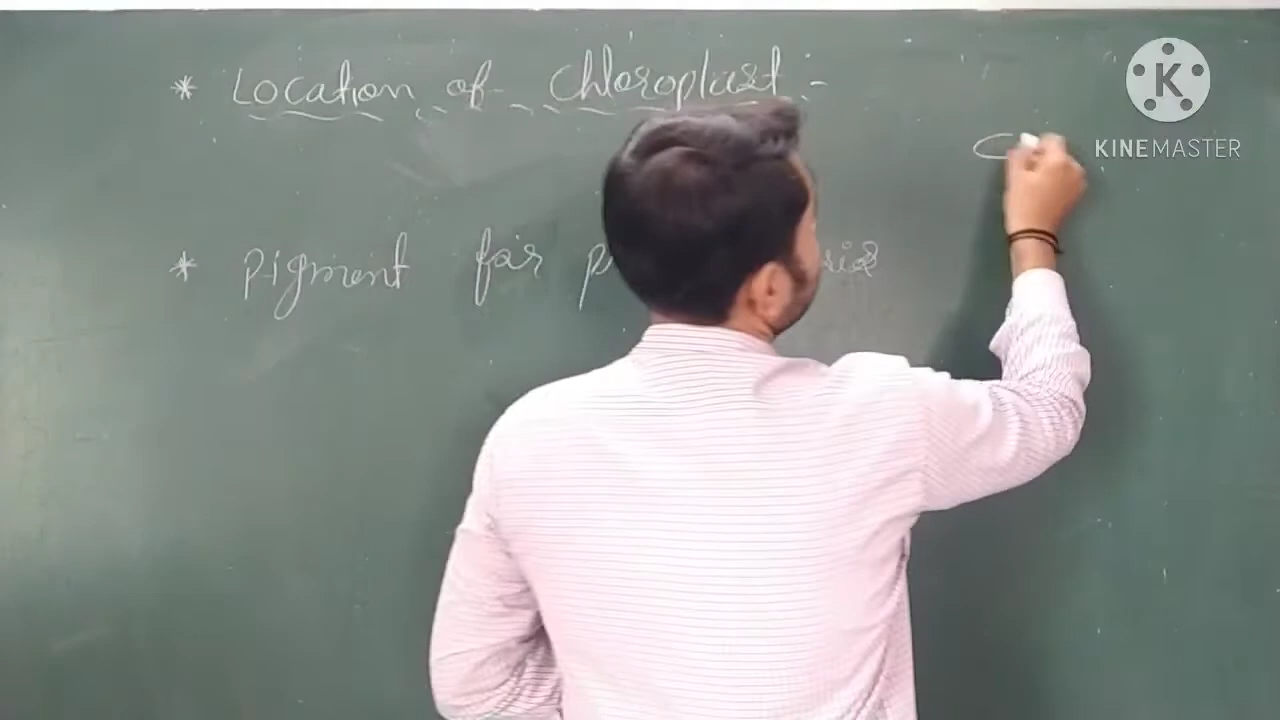 * Location of Chloroplast :-
KINEMASTER
* Pigment for